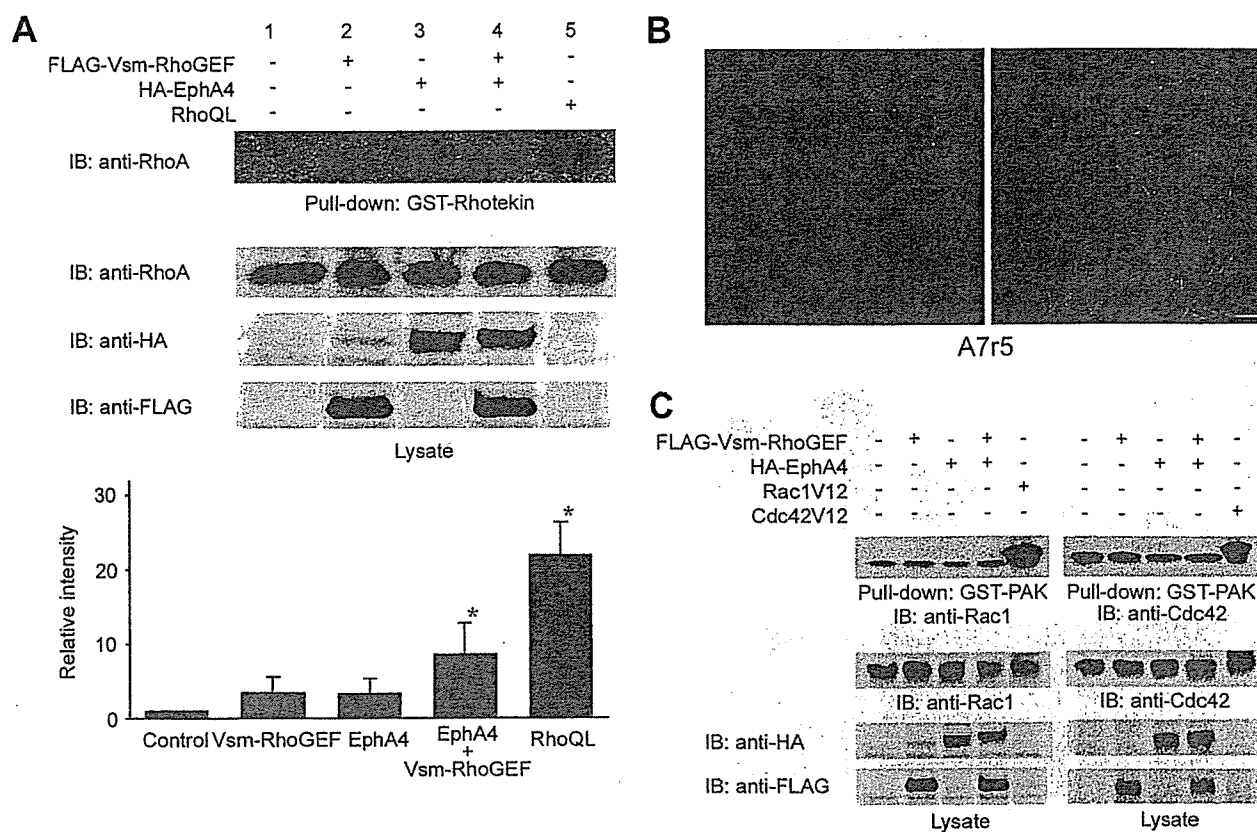 A
1 2 3 4 5
FLAG-Vsm-RhoGEF - + - + -
HA-EphA4 - - + + -
RhoQL - - - - +
IB: anti-RhoA
Pull-down: GST-Rhotekin
IB: anti-RhoA
IB: anti-HA
IB: anti-FLAG
Lysate
30
20
10
0
Relative intensity
* *
Control Vsm-RhoGEF EphA4 EphA4 + Vsm-RhoGEF RhoQL
B
A7r5
C
FLAG-Vsm-RhoGEF - + - + - - + - + -
HA-EphA4 - - + + - - - + + -
Rac1V12 - - - - + - - - - -
Cdc42V12 - - - - - - - - - +
Pull-down: GST-PAK Pull-down: GST-PAK
IB: anti-Rac1 IB: anti-Cdc42
IB: anti-Rac1 IB: anti-Cdc42
IB: anti-HA
IB: anti-FLAG
Lysate Lysate